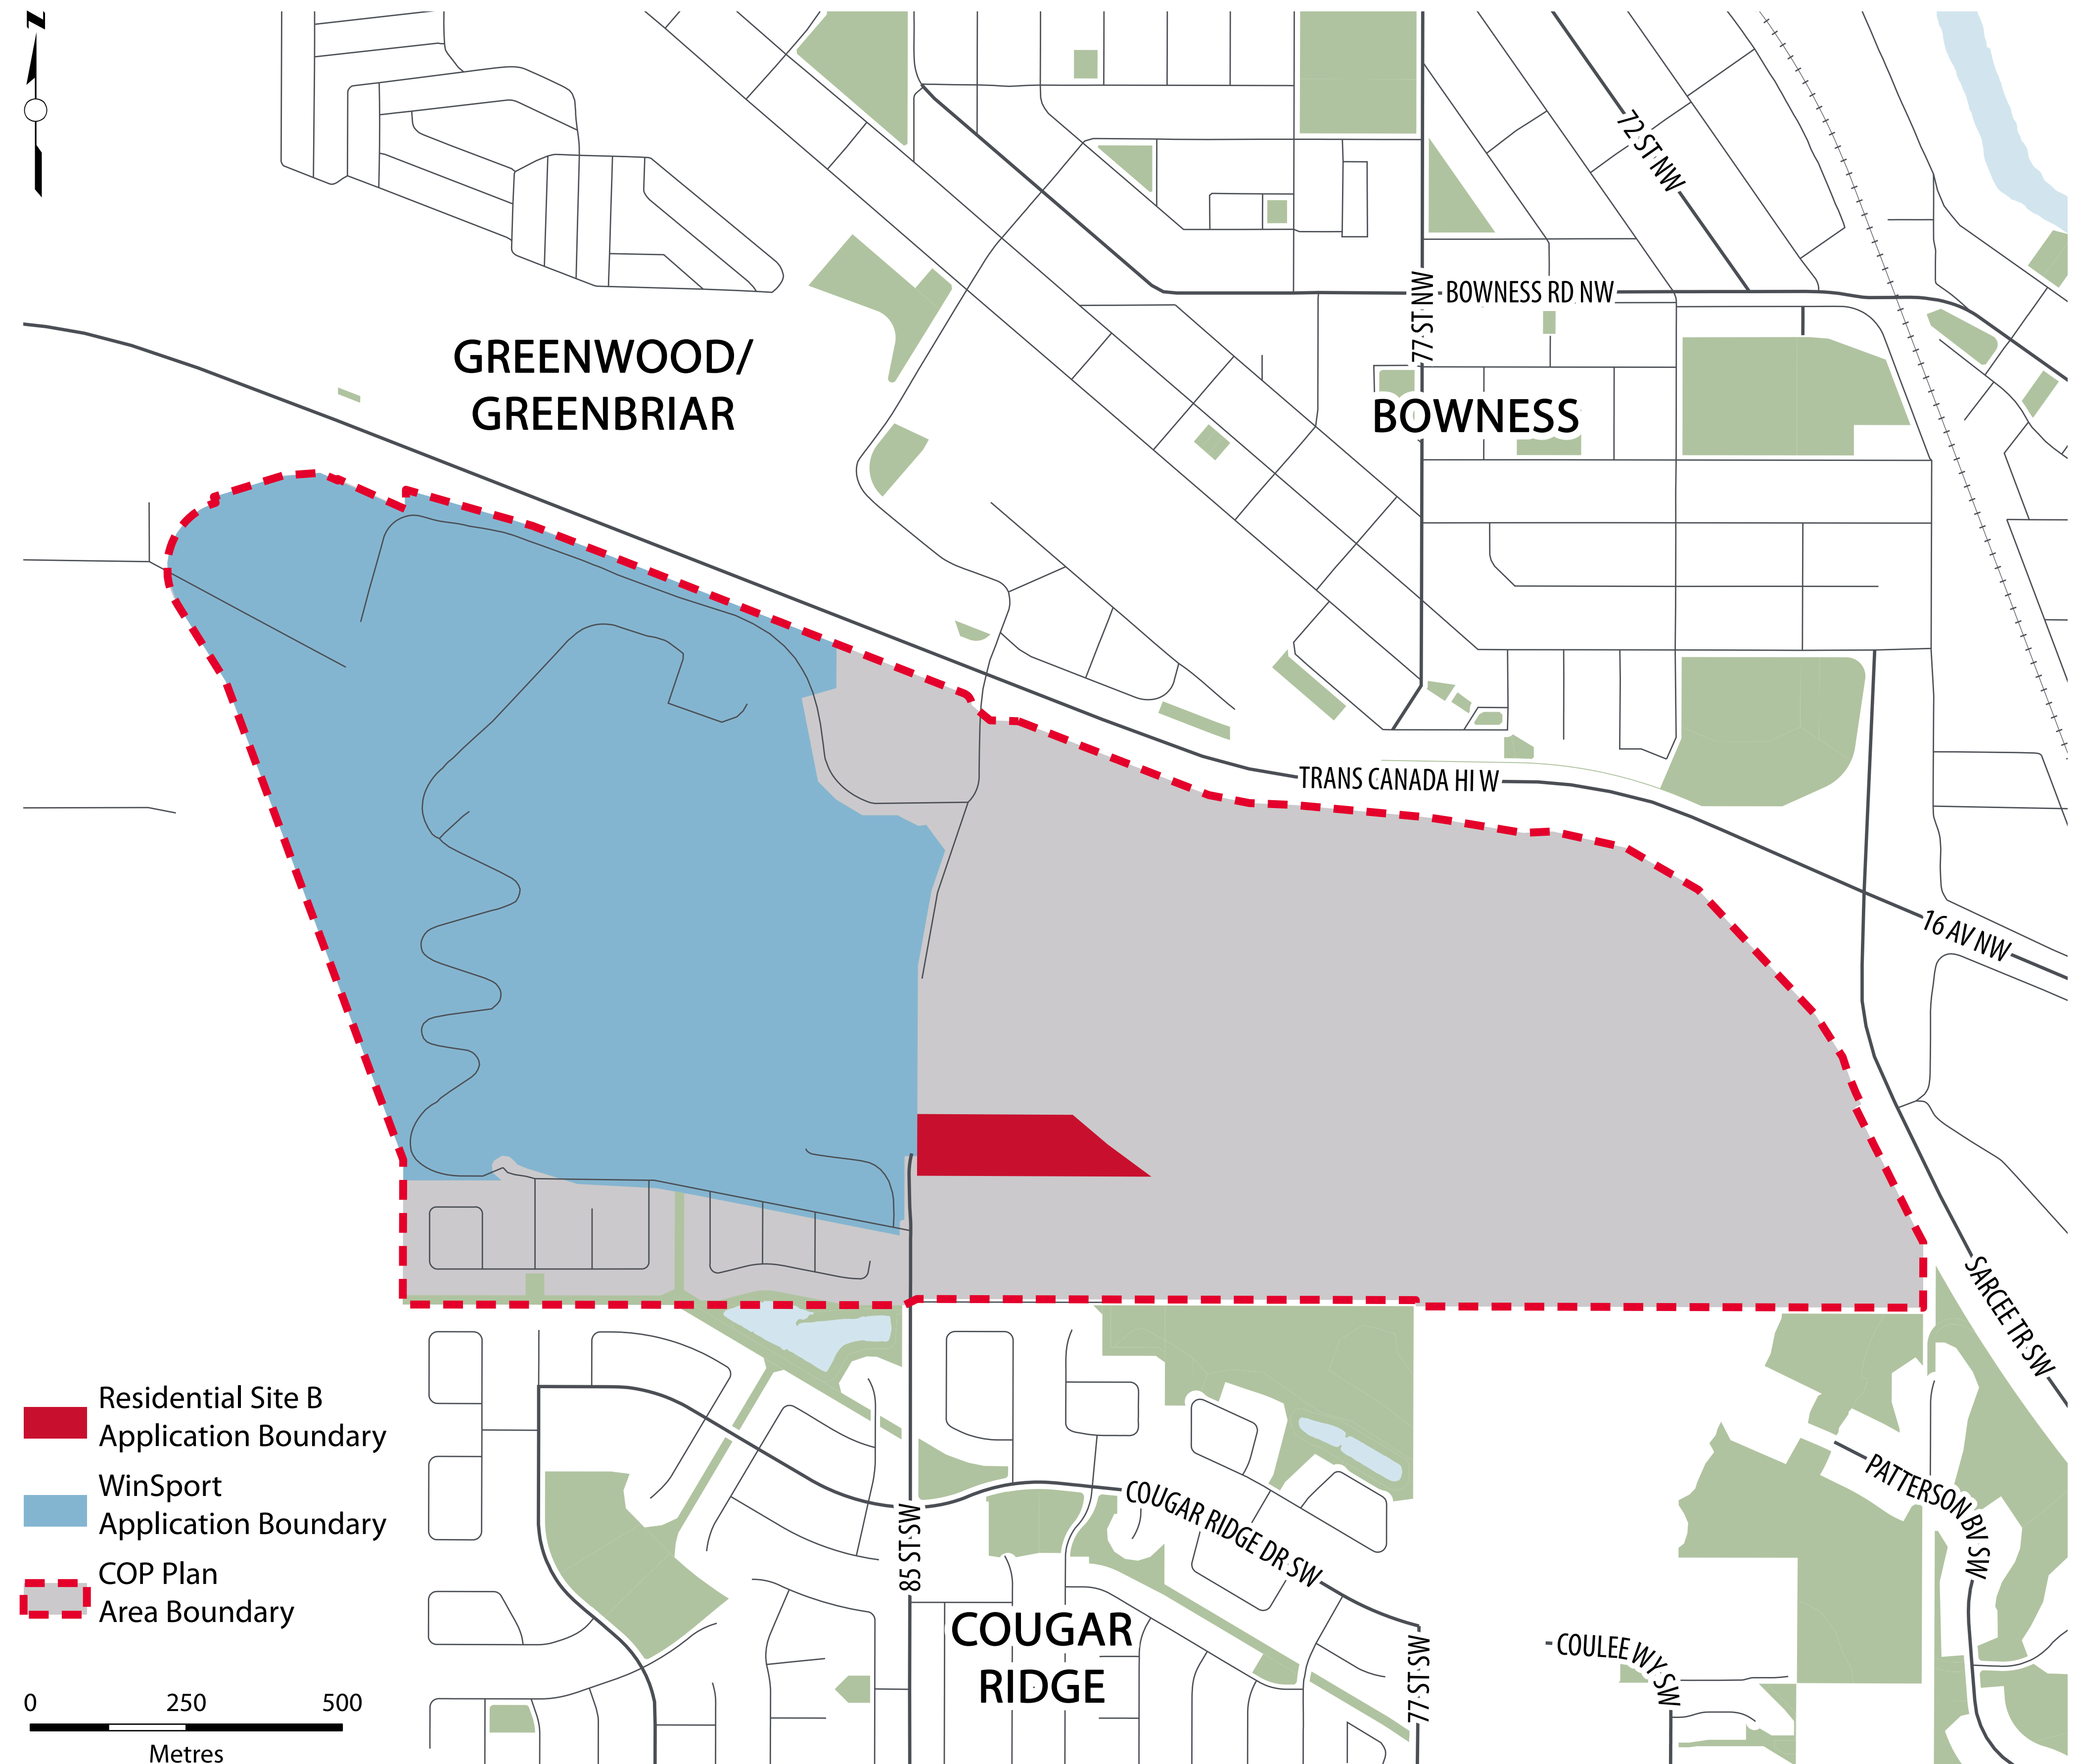 N
72 ST NW
BOWNESS RD NW
77 ST NW
GREENWOOD/
GREENBRIAR
BOWNESS
TRANS CANADA HI W
16 AV NW
SARCEE TR SW
Residential Site B
Application Boundary
WinSport
Application Boundary
COP Plan
Area Boundary
PATTERSON BV SW
COUGAR RIDGE DR SW
85 ST SW
COUGAR
RIDGE
77 ST SW
COULEE WY SW
0 250 500
Metres